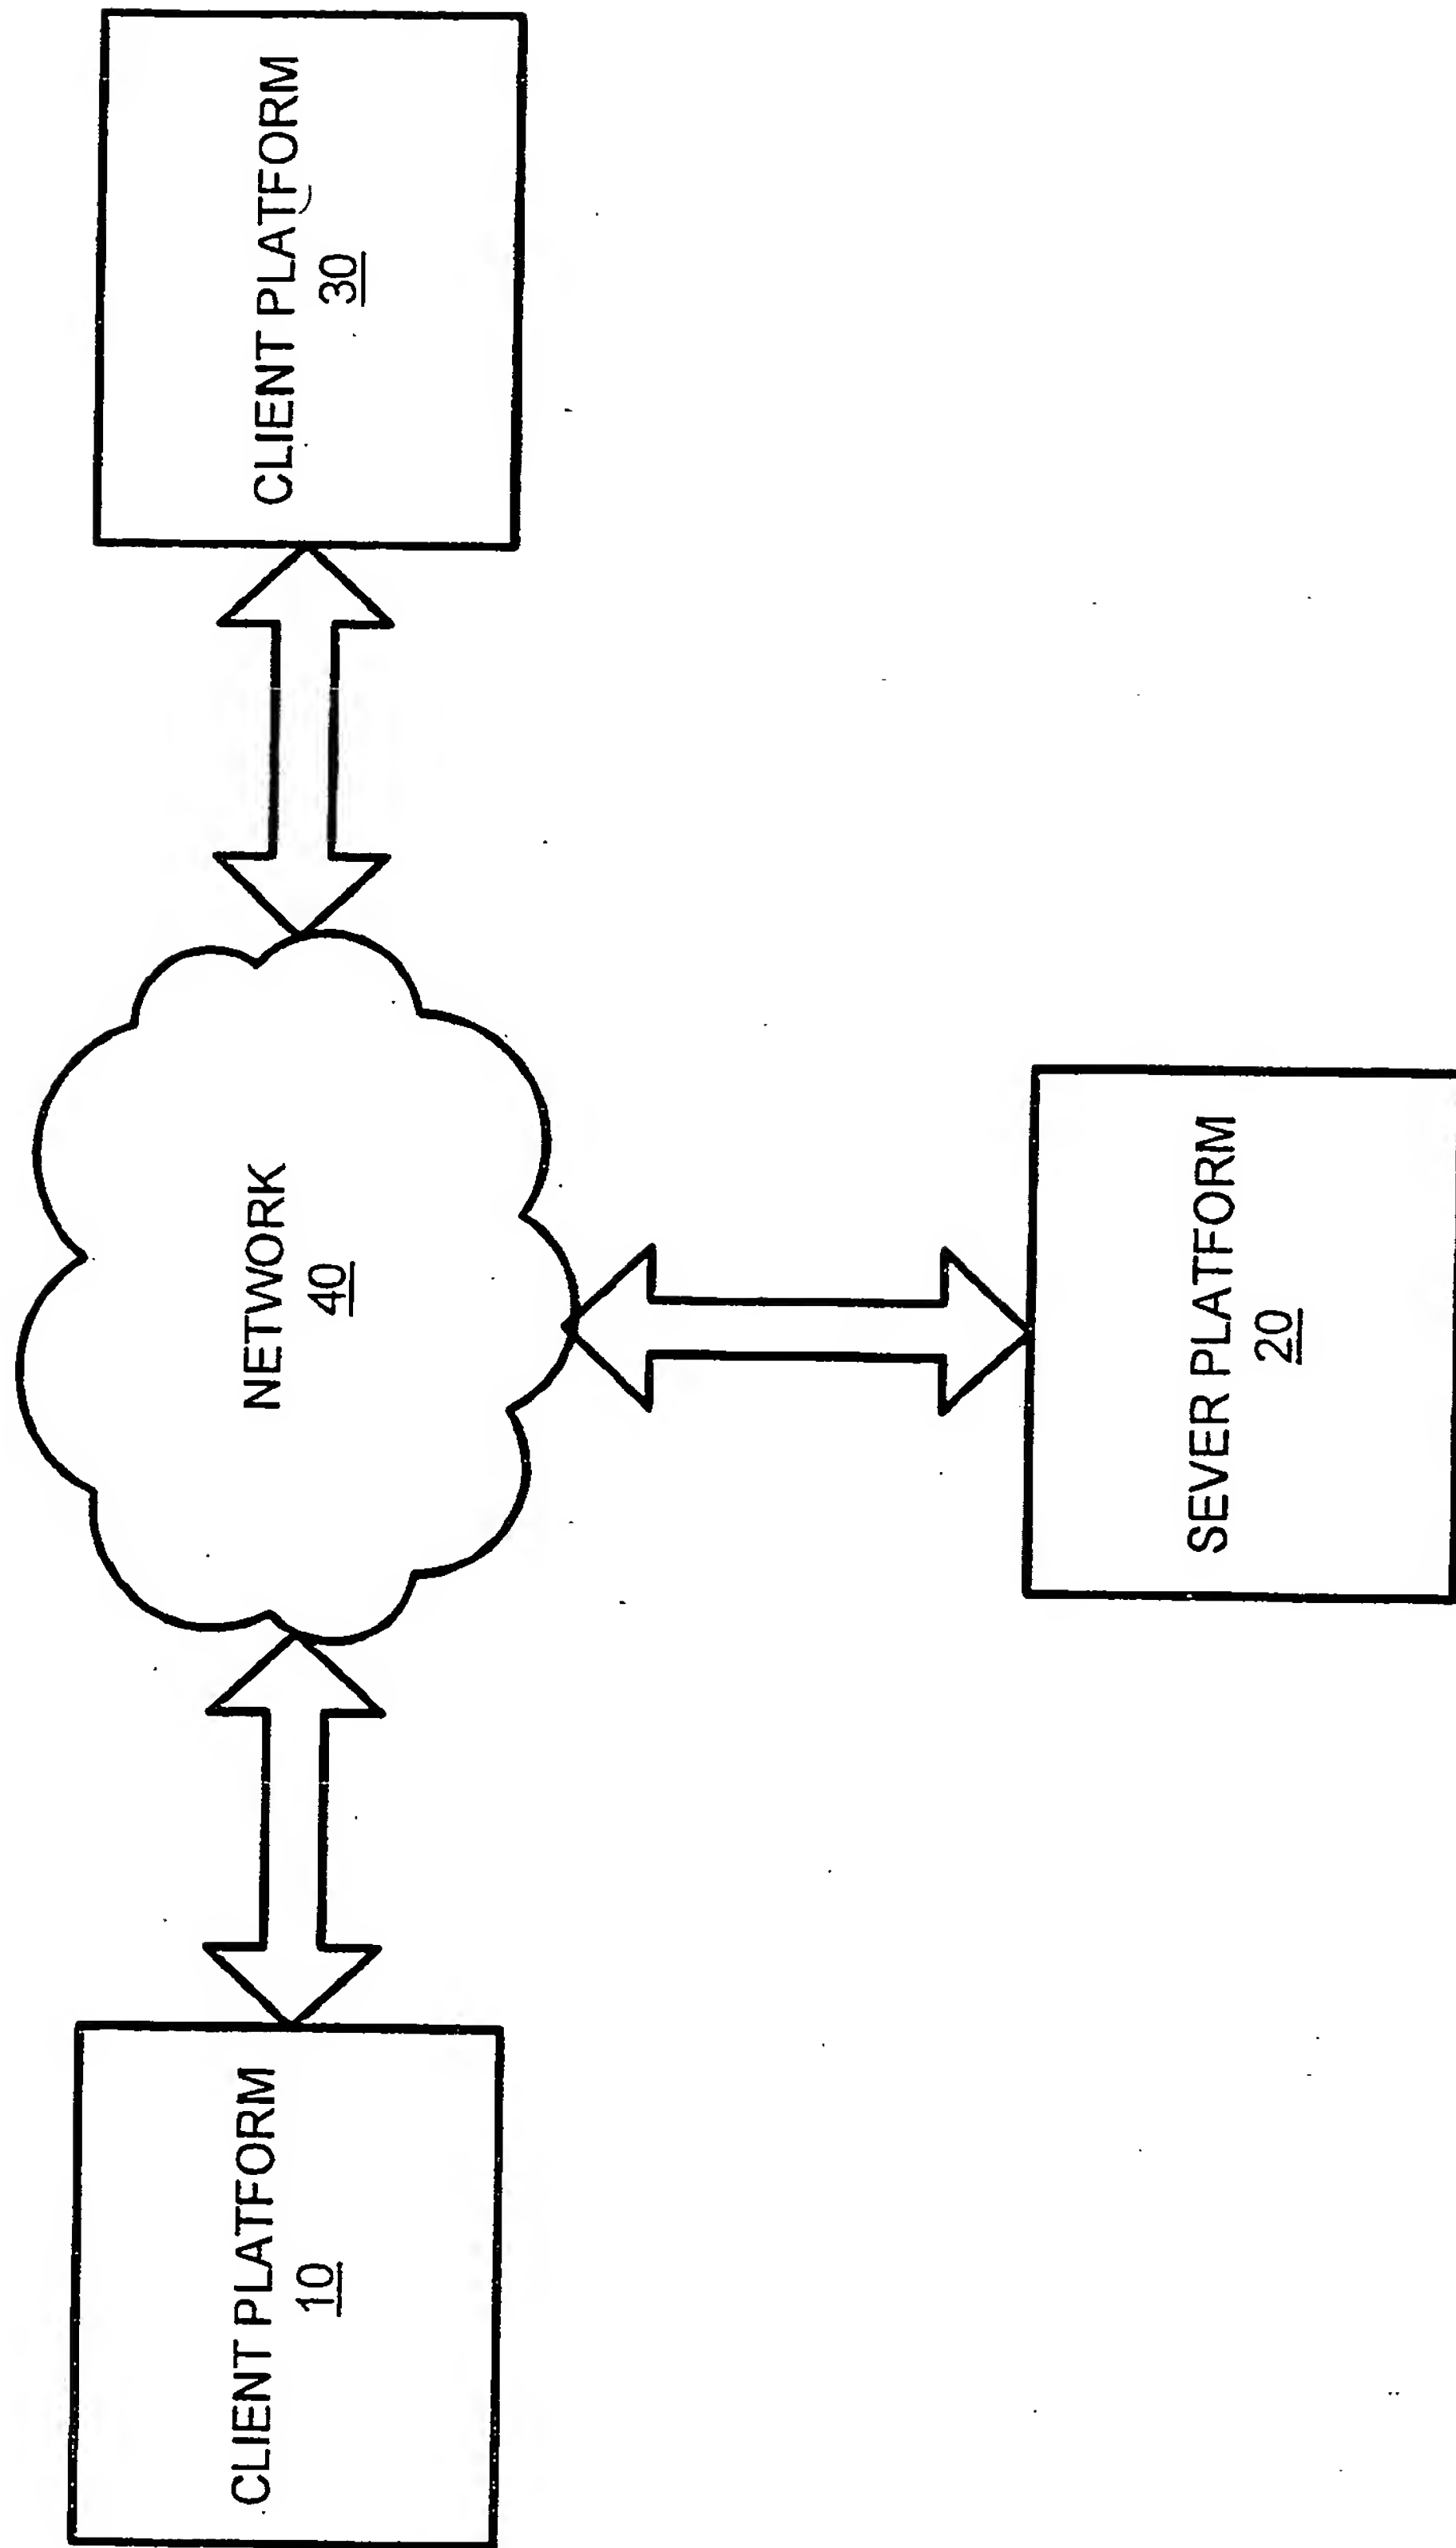 CLIENT PLATFORM
10
NETWORK
40
CLIENT PLATFORM
30
SEVER PLATFORM
20